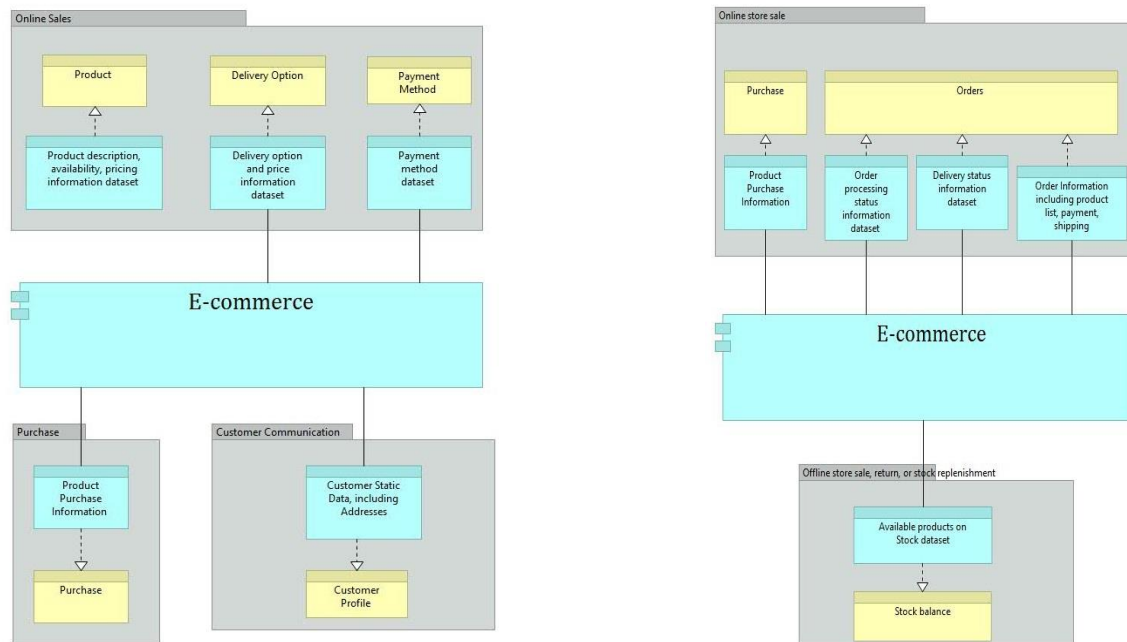 Online Sales
Product
Delivery Option
Payment
Method
Product description,
availability, pricing
information dataset
Delivery option
and price
information
dataset
Payment
method
dataset
E-commerce
Purchase
Product
Purchase
Information
Purchase
Customer Communication
Customer Static
Data, including
Addresses
Customer
Profile
Online store sale
Purchase
Orders
Product
Purchase
Information
Order
processing
status
information
dataset
Delivery status
information
dataset
Order Information
including product
list, payment,
shipping
E-commerce
Offline store sale, return, or stock replenishment
Available products on
Stock dataset
Stock balance